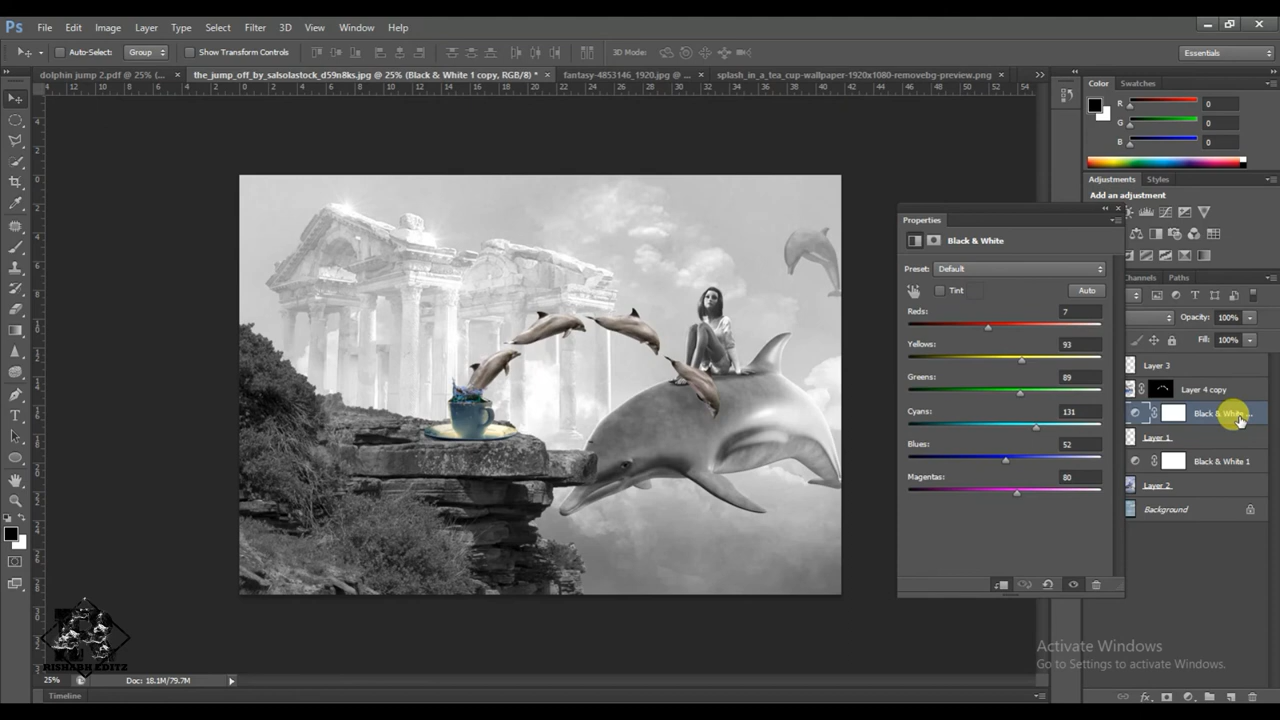 Ps File Edit Image Layer Type Select Filter 3D View Window Help
Auto-Select: Group Show Transform Controls 3D Mode: Essentials
dolphin jump 2.pdf @ 25% (... × the_jump_off_by_salsolastock_d59n8ks.jpg @ 25% (Black & White 1 copy, RGB/8) * × fantasy-4853146_1920.jpg @ ... × splash_in_a_tea_cup-wallpaper-1920x1080-removebg-preview.png ×
Color Swatches
R 0
G 0
B 0
Adjustments Styles
Add an adjustment
Properties
Black & White
Preset: Default
Tint Auto
Reds: 7
Yellows: 93
Greens: 89
Cyans: 131
Blues: 52
Magentas: 80
Channels Paths
Opacity: 100%
Fill: 100%
Layer 3
Layer 4 copy
Black & White ...
Layer 1
Black & White 1
Layer 2
Background
RISHABH EDITZ
Activate Windows
Go to Settings to activate Windows.
25% Doc: 18.1M/79.7M
Timeline